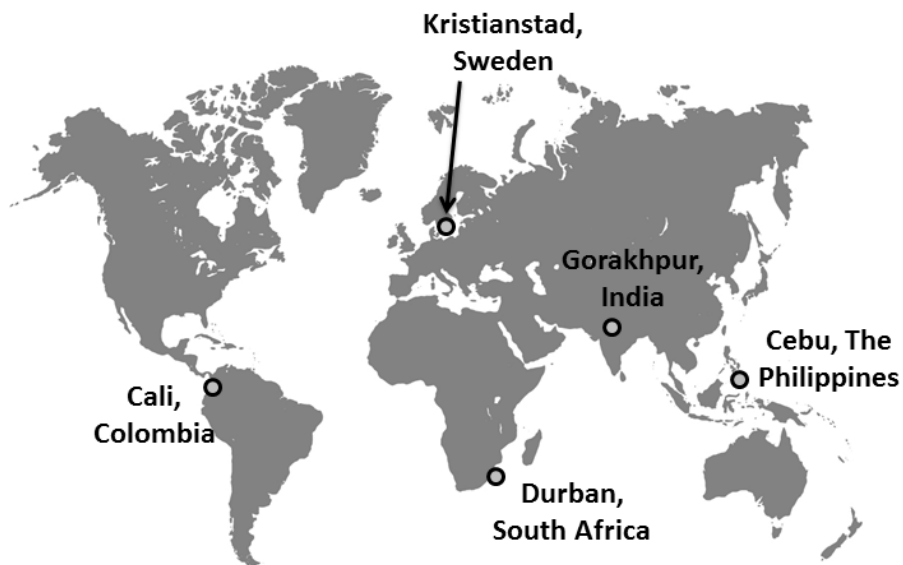 Kristianstad,
Sweden
Gorakhpur,
India
Cebu, The
Philippines
Cali,
Colombia
Durban,
South Africa